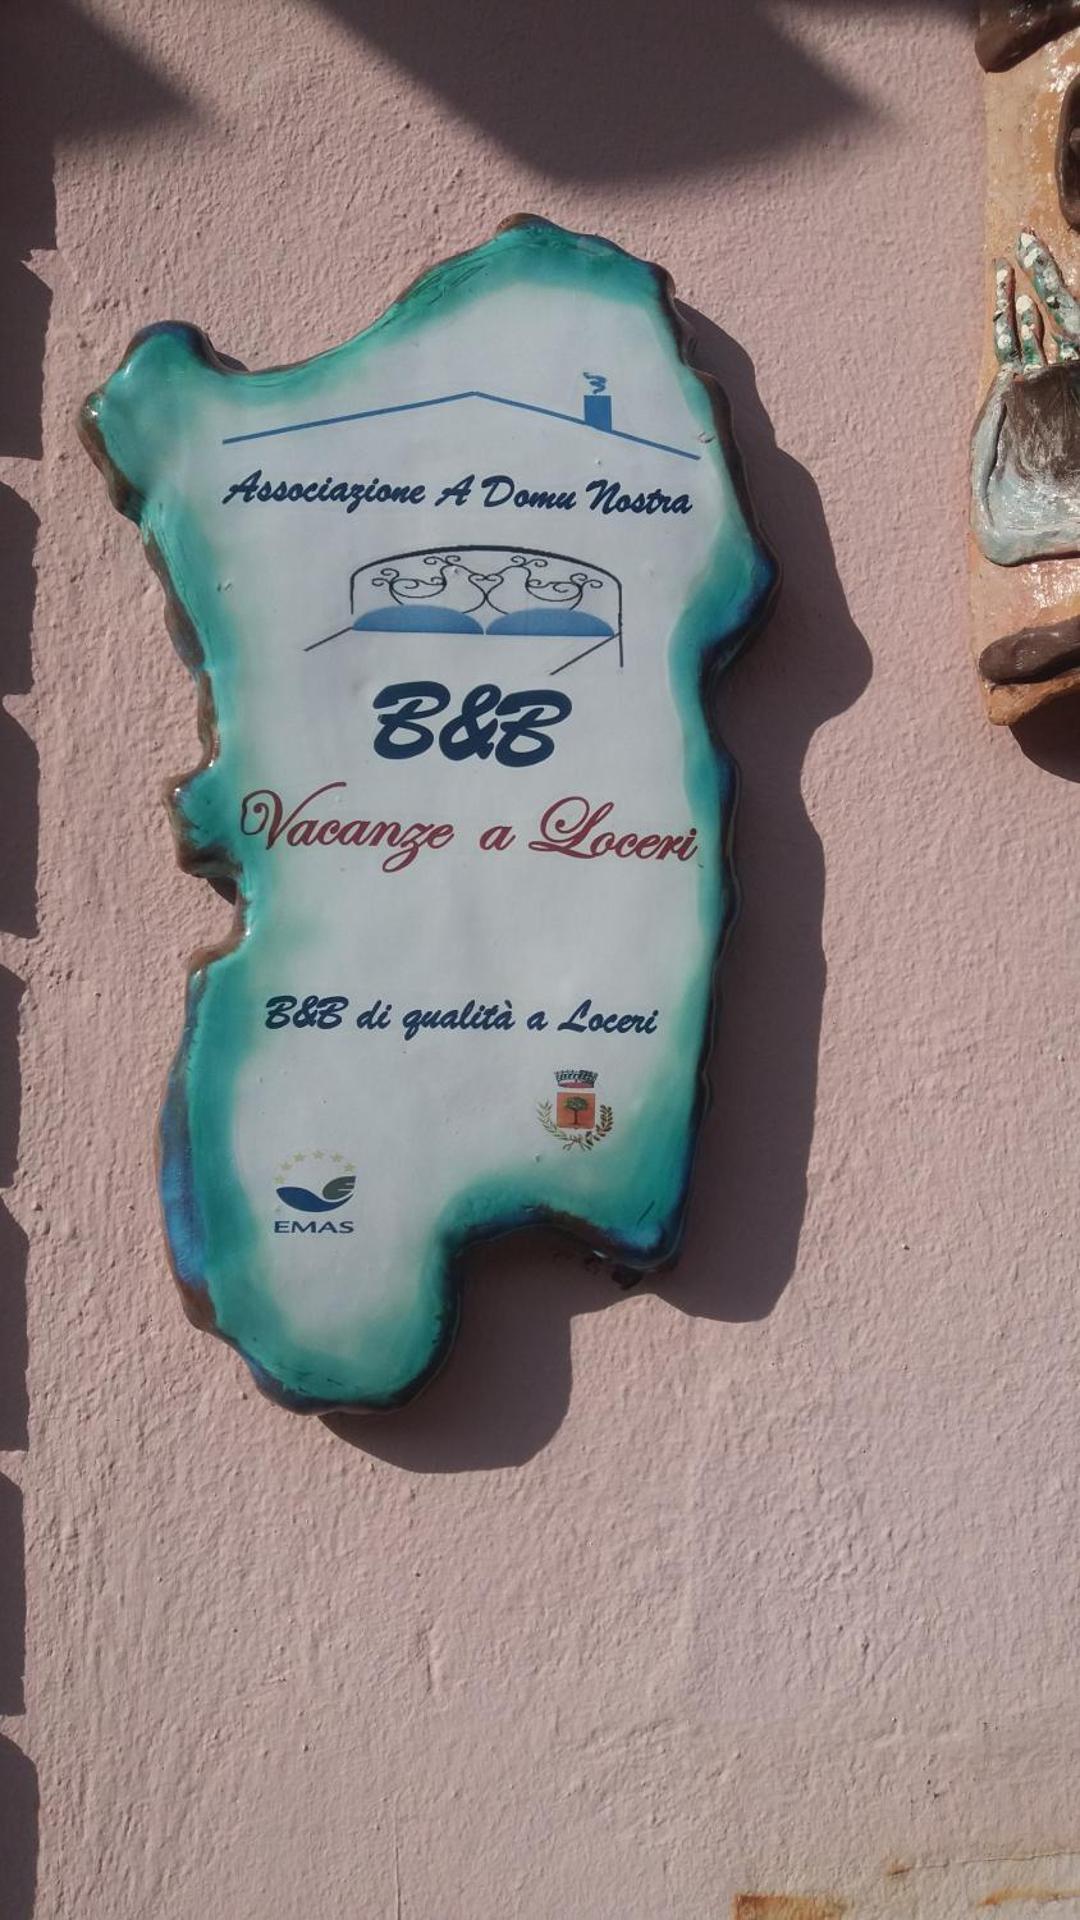 Associazione A Domu Nostra
B&B
Vacanze a Loceri
B&B di qualità a Loceri
EMAS